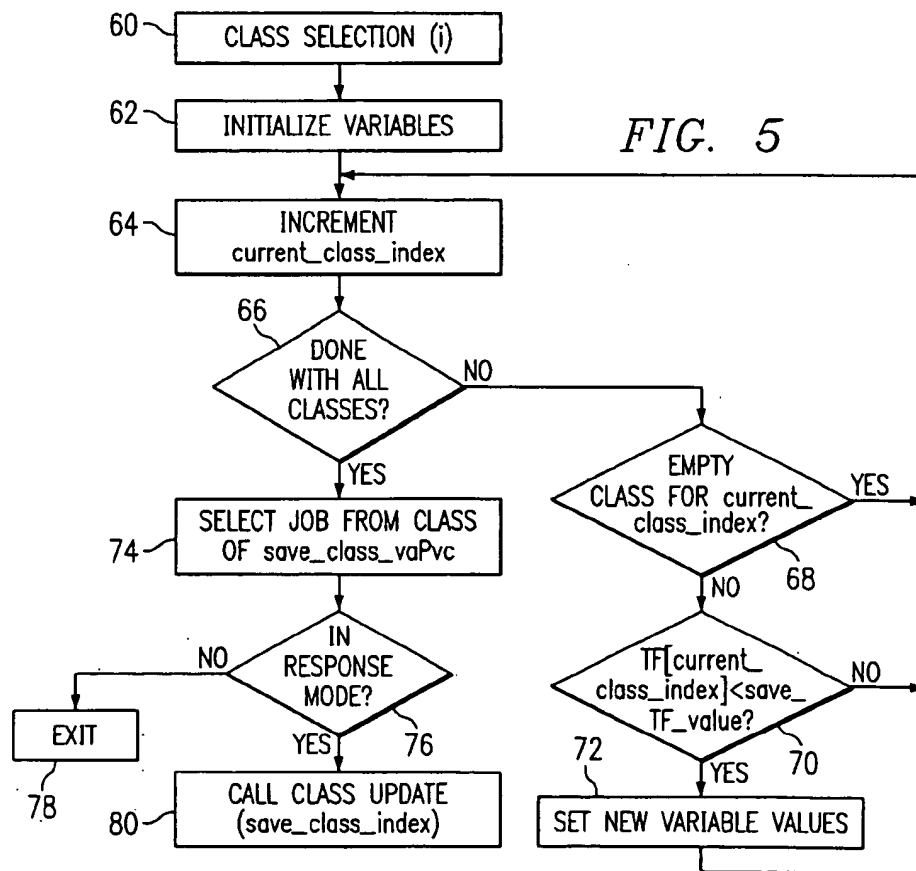 60
CLASS SELECTION (i)
62
INITIALIZE VARIABLES
FIG. 5
64
INCREMENT
current_class_index
66
DONE
WITH ALL
CLASSES?
NO
YES
EMPTY
CLASS FOR current_
class_index?
YES
68
NO
74
SELECT JOB FROM CLASS
OF save_class_vaPvc
IN
RESPONSE
MODE?
NO
76
YES
EXIT
78
TF[current_
class_index]<save_
TF_value?
NO
70
YES
72
SET NEW VARIABLE VALUES
80
CALL CLASS UPDATE
(save_class_index)